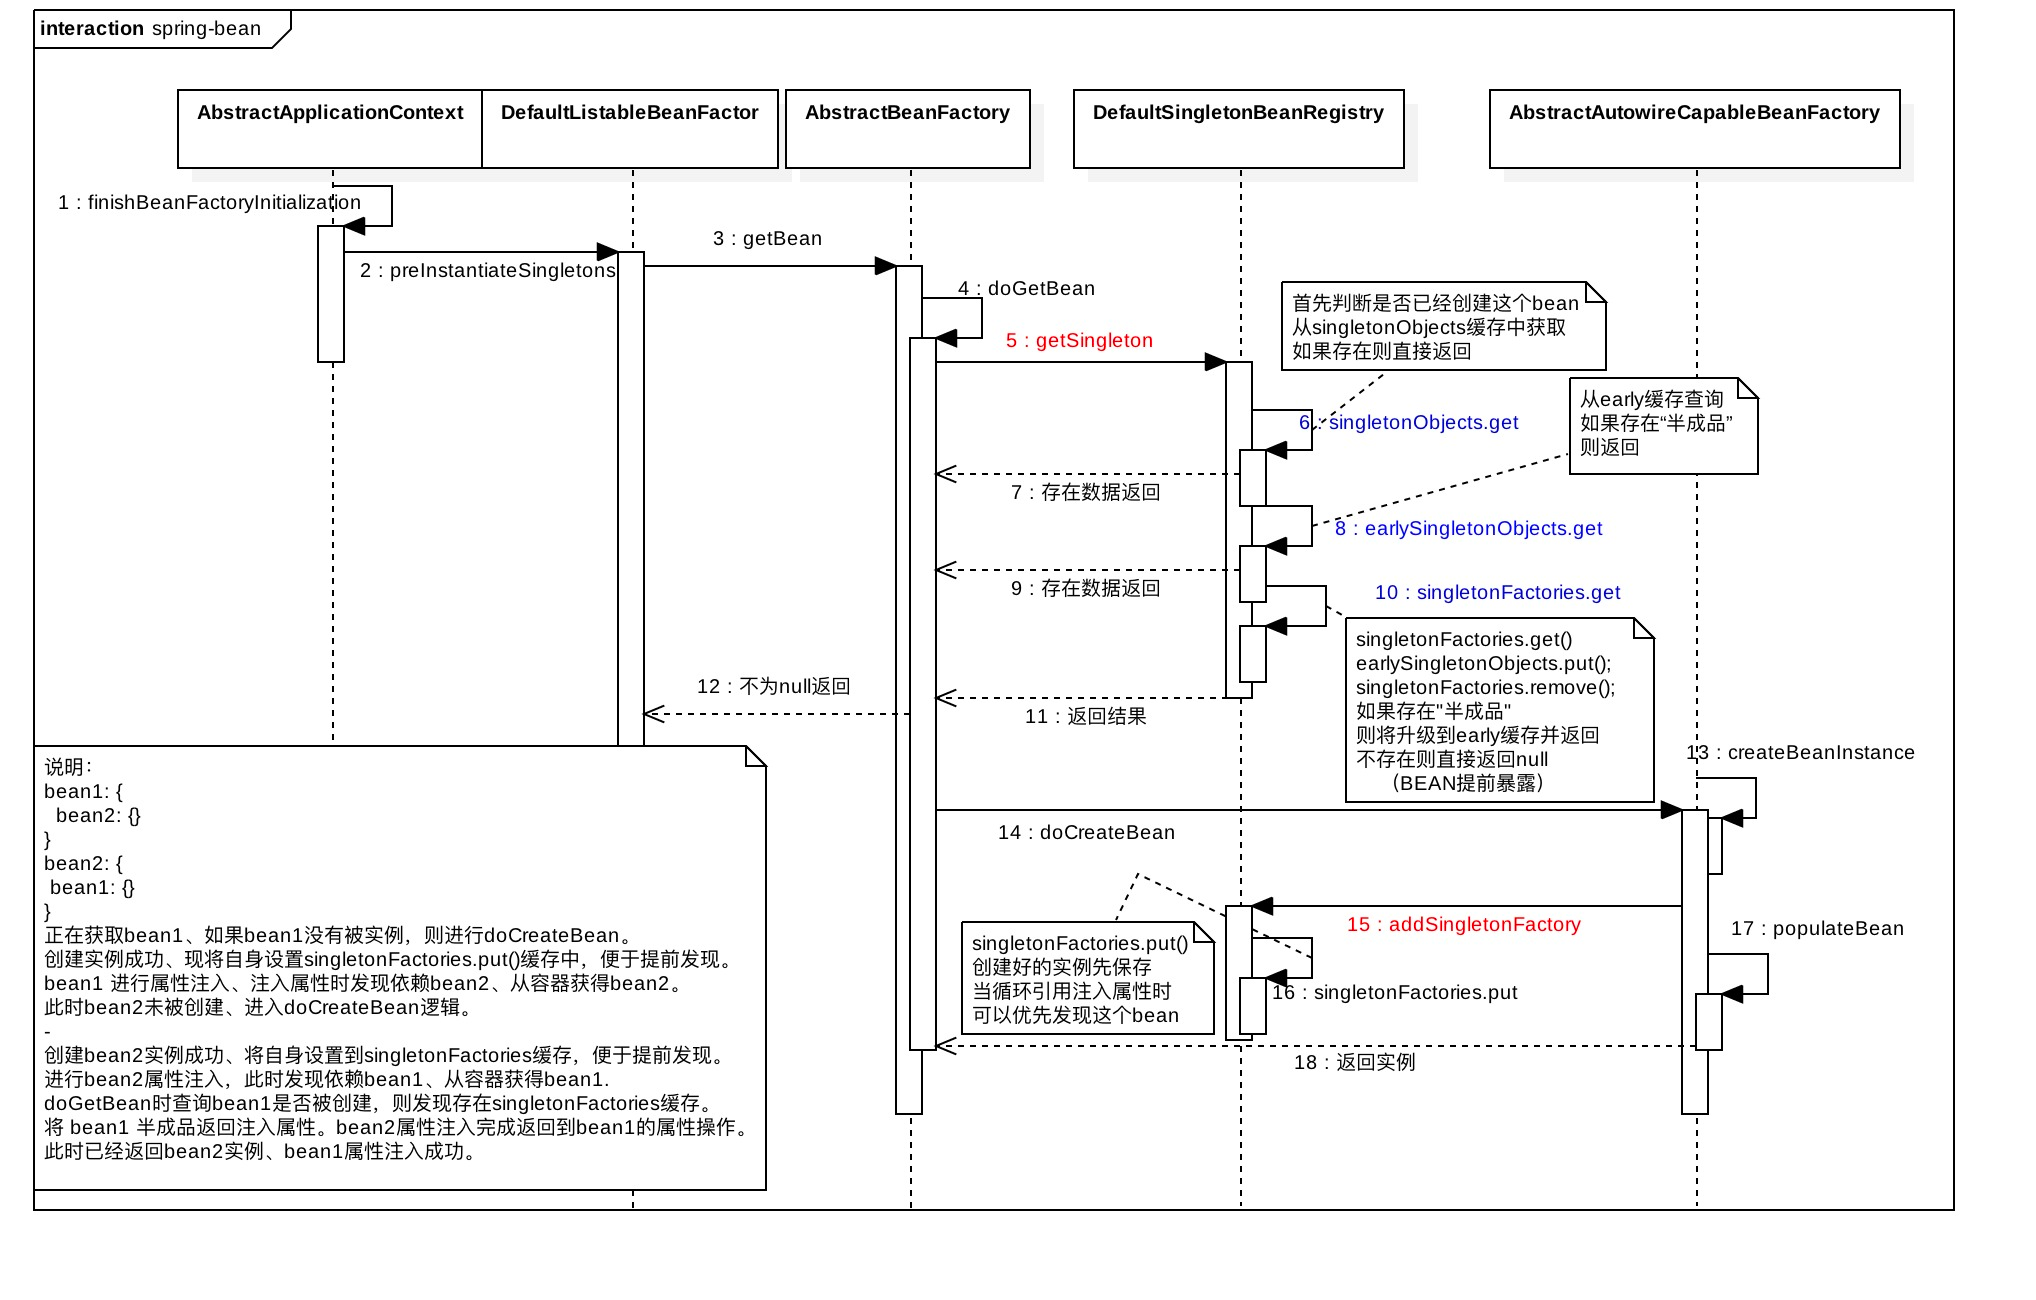 interaction spring-bean
AbstractApplicationContext
DefaultListableBeanFactor
AbstractBeanFactory
DefaultSingletonBeanRegistry
AbstractAutowireCapableBeanFactory
1 : finishBeanFactoryInitialization
2 : preInstantiateSingletons
3 : getBean
4 : doGetBean
5 : getSingleton
首先判断是否已经创建这个bean
从singletonObjects缓存中获取
如果存在则直接返回
6 : singletonObjects.get
从early缓存查询
如果存在“半成品”
则返回
7 : 存在数据返回
8 : earlySingletonObjects.get
9 : 存在数据返回
10 : singletonFactories.get
singletonFactories.get()
earlySingletonObjects.put();
singletonFactories.remove();
如果存在"半成品"
则将升级到early缓存并返回
不存在则直接返回null
（BEAN提前暴露）
11 : 返回结果
12 : 不为null返回
13 : createBeanInstance
14 : doCreateBean
15 : addSingletonFactory
singletonFactories.put()
创建好的实例先保存
当循环引用注入属性时
可以优先发现这个bean
16 : singletonFactories.put
17 : populateBean
18 : 返回实例
说明：
bean1: {
bean2: {}
}
bean2: {
bean1: {}
}
正在获取bean1、如果bean1没有被实例，则进行doCreateBean。
创建实例成功、现将自身设置singletonFactories.put()缓存中，便于提前发现。
bean1 进行属性注入、注入属性时发现依赖bean2、从容器获得bean2。
此时bean2未被创建、进入doCreateBean逻辑。
-
创建bean2实例成功、将自身设置到singletonFactories缓存，便于提前发现。
进行bean2属性注入，此时发现依赖bean1、从容器获得bean1.
doGetBean时查询bean1是否被创建，则发现存在singletonFactories缓存。
将 bean1 半成品返回注入属性。bean2属性注入完成返回到bean1的属性操作。
此时已经返回bean2实例、bean1属性注入成功。